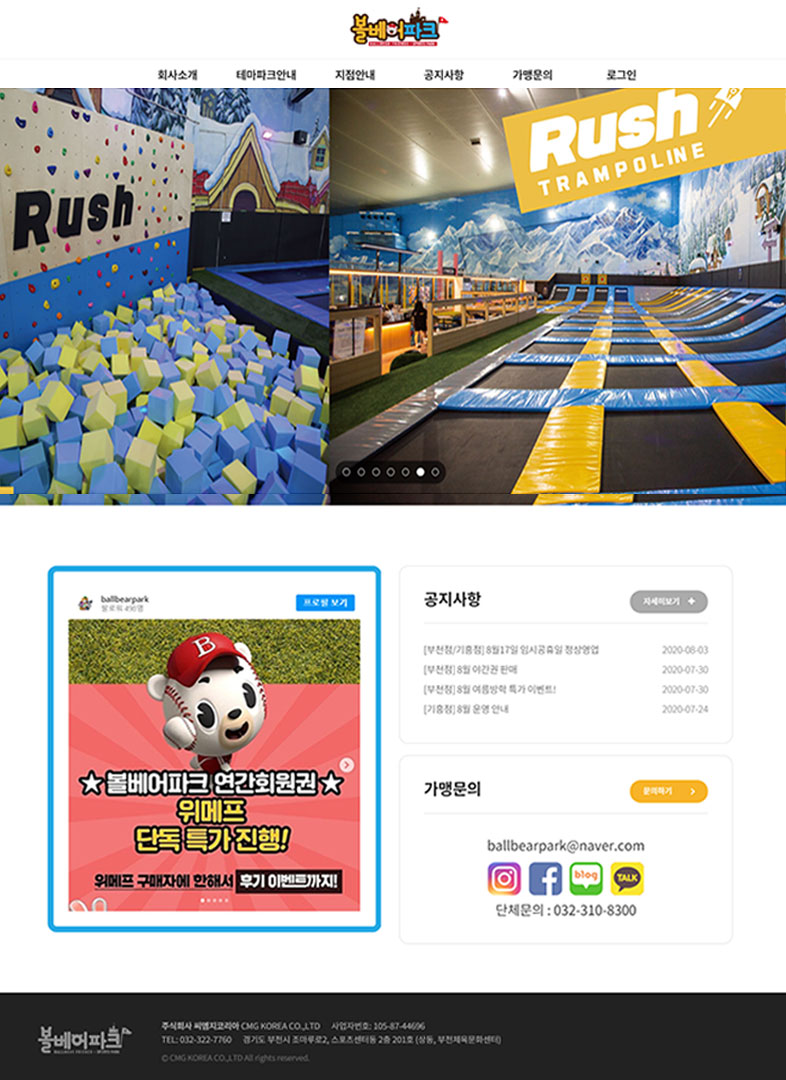 볼베어파크
회사소개 테마파크안내 지점안내 공지사항 가맹문의 로그인
Rush
Rush
TRAMPOLINE
ballbearpark
팔로워 490명
프로필 보기
B
★ 볼베어파크 연간회원권 ★
위메프
단독 특가 진행!
위메프 구매자에 한해서 후기 이벤트까지!
공지사항
자세히보기 +
[부천점/기흥점] 8월17일 임시공휴일 정상영업 2020-08-03
[부천점] 8월 야간권 판매 2020-07-30
[부천점] 8월 여름방학 특가 이벤트! 2020-07-30
[기흥점] 8월 운영 안내 2020-07-24
가맹문의
문의하기 >
ballbearpark@naver.com
blog
TALK
단체문의 : 032-310-8300
볼베어파크
주식회사 씨엠지코리아 CMG KOREA CO.,LTD 사업자번호: 105-87-44696
TEL: 032-322-7760 경기도 부천시 조마루로2, 스포츠센터동 2층 201호 (상동, 부천체육문화센터)
© CMG KOREA CO.,LTD All rights reserved.